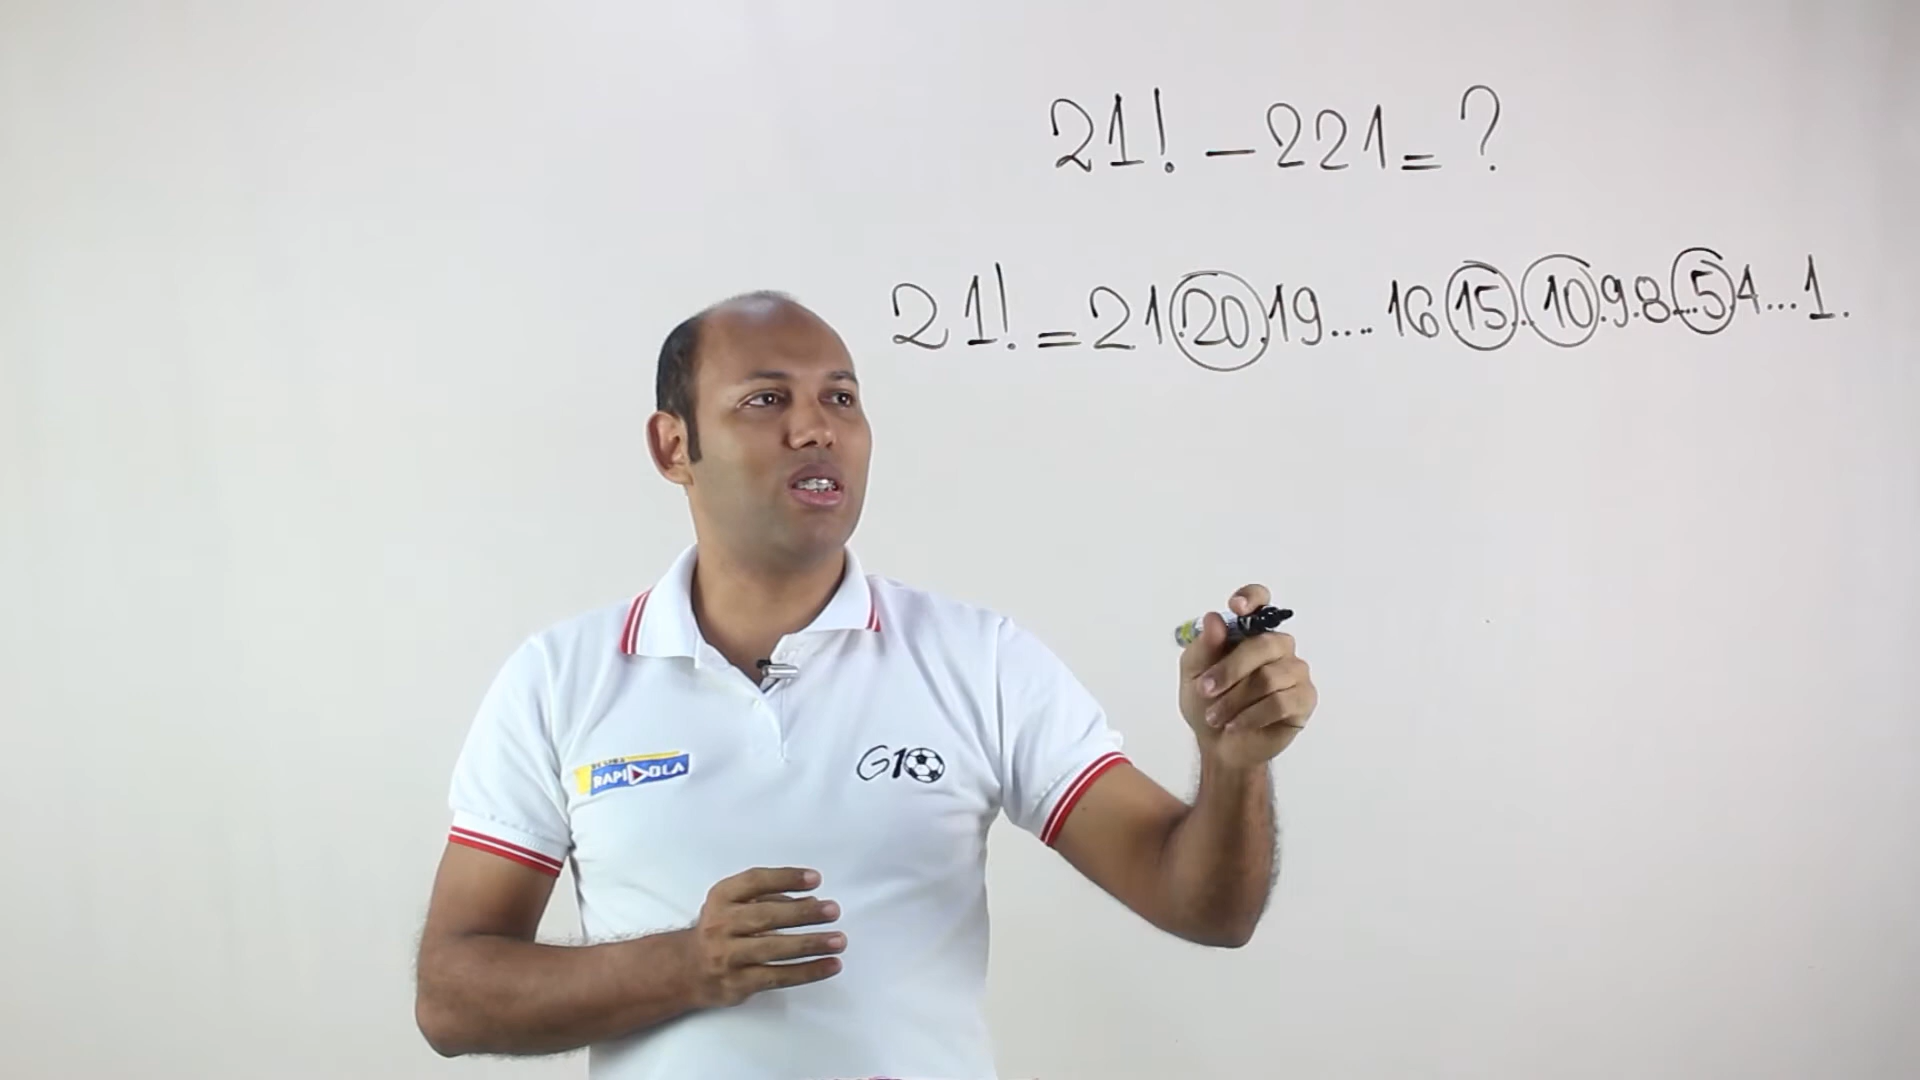 21! - 221 = ?
21! = 21.20.19.... 16.15...10.9.8...5.4...1.
RAPIDOLA
G10